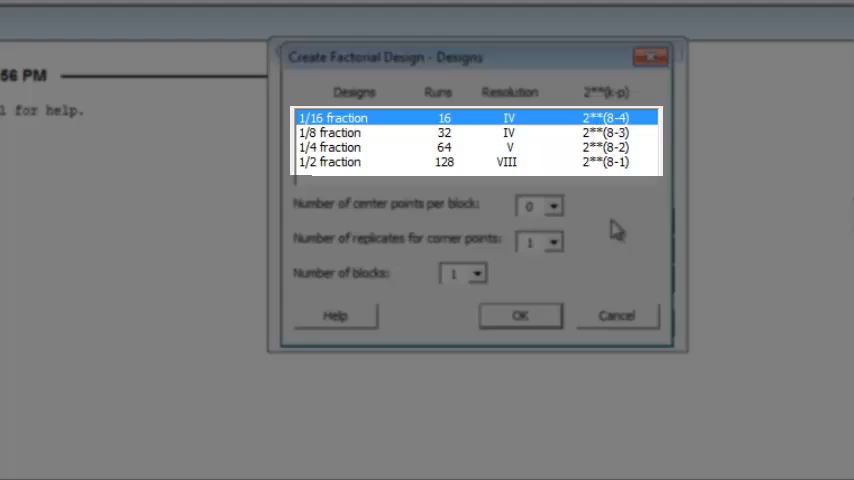 56 PM
l for help.
Create Factorial Design - Designs
Designs Runs Resolution 2**(k-p)
1/16 fraction 16 IV 2**(8-4)
1/8 fraction 32 IV 2**(8-3)
1/4 fraction 64 V 2**(8-2)
1/2 fraction 128 VIII 2**(8-1)
Number of center points per block: 0
Number of replicates for corner points: 1
Number of blocks: 1
Help OK Cancel